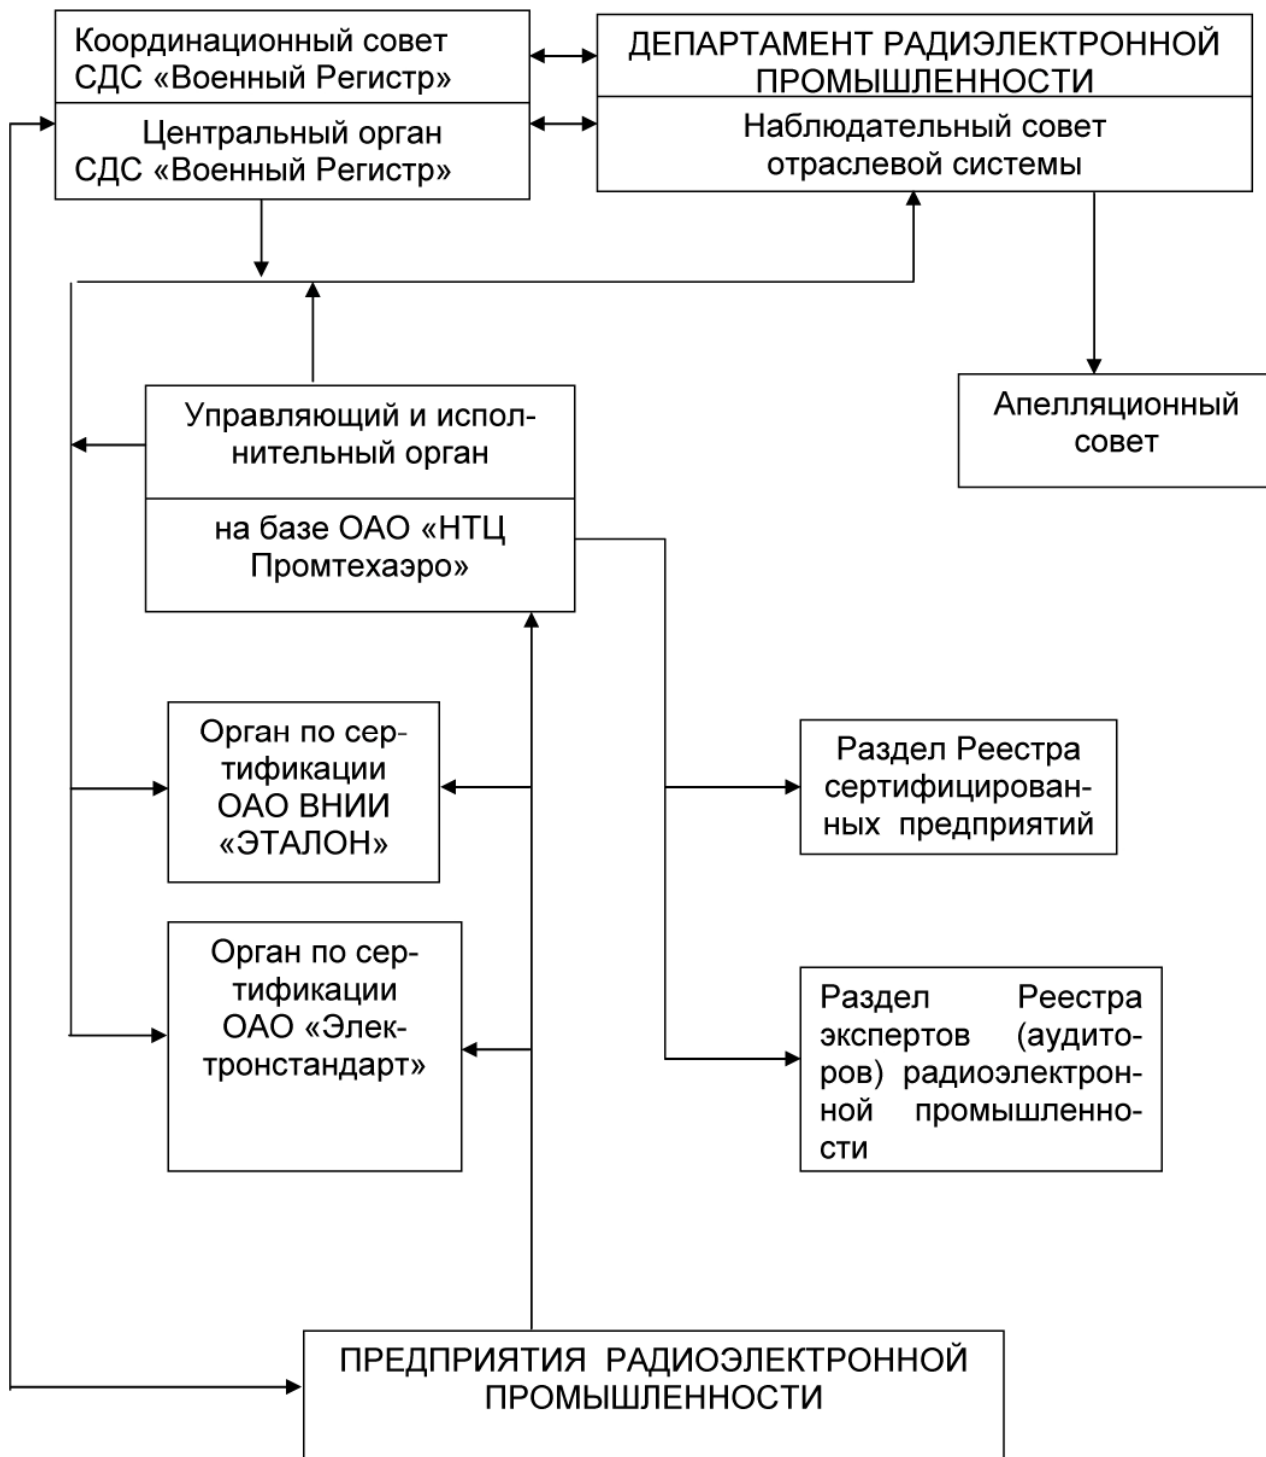 Координационный совет
СДС «Военный Регистр»
ДЕПАРТАМЕНТ РАДИЭЛЕКТРОННОЙ
ПРОМЫШЛЕННОСТИ
Центральный орган
СДС «Военный Регистр»
Наблюдательный совет
отраслевой системы
Управляющий и испол-
нительный орган
на базе ОАО «НТЦ
Промтехаэро»
Апелляционный
совет
Орган по сер-
тификации
ОАО ВНИИ
«ЭТАЛОН»
Раздел Реестра
сертифицирован-
ных предприятий
Орган по сер-
тификации
ОАО «Элек-
тронстандарт»
Раздел Реестра
экспертов (аудито-
ров) радиоэлектрон-
ной промышленно-
сти
ПРЕДПРИЯТИЯ РАДИОЭЛЕКТРОННОЙ
ПРОМЫШЛЕННОСТИ